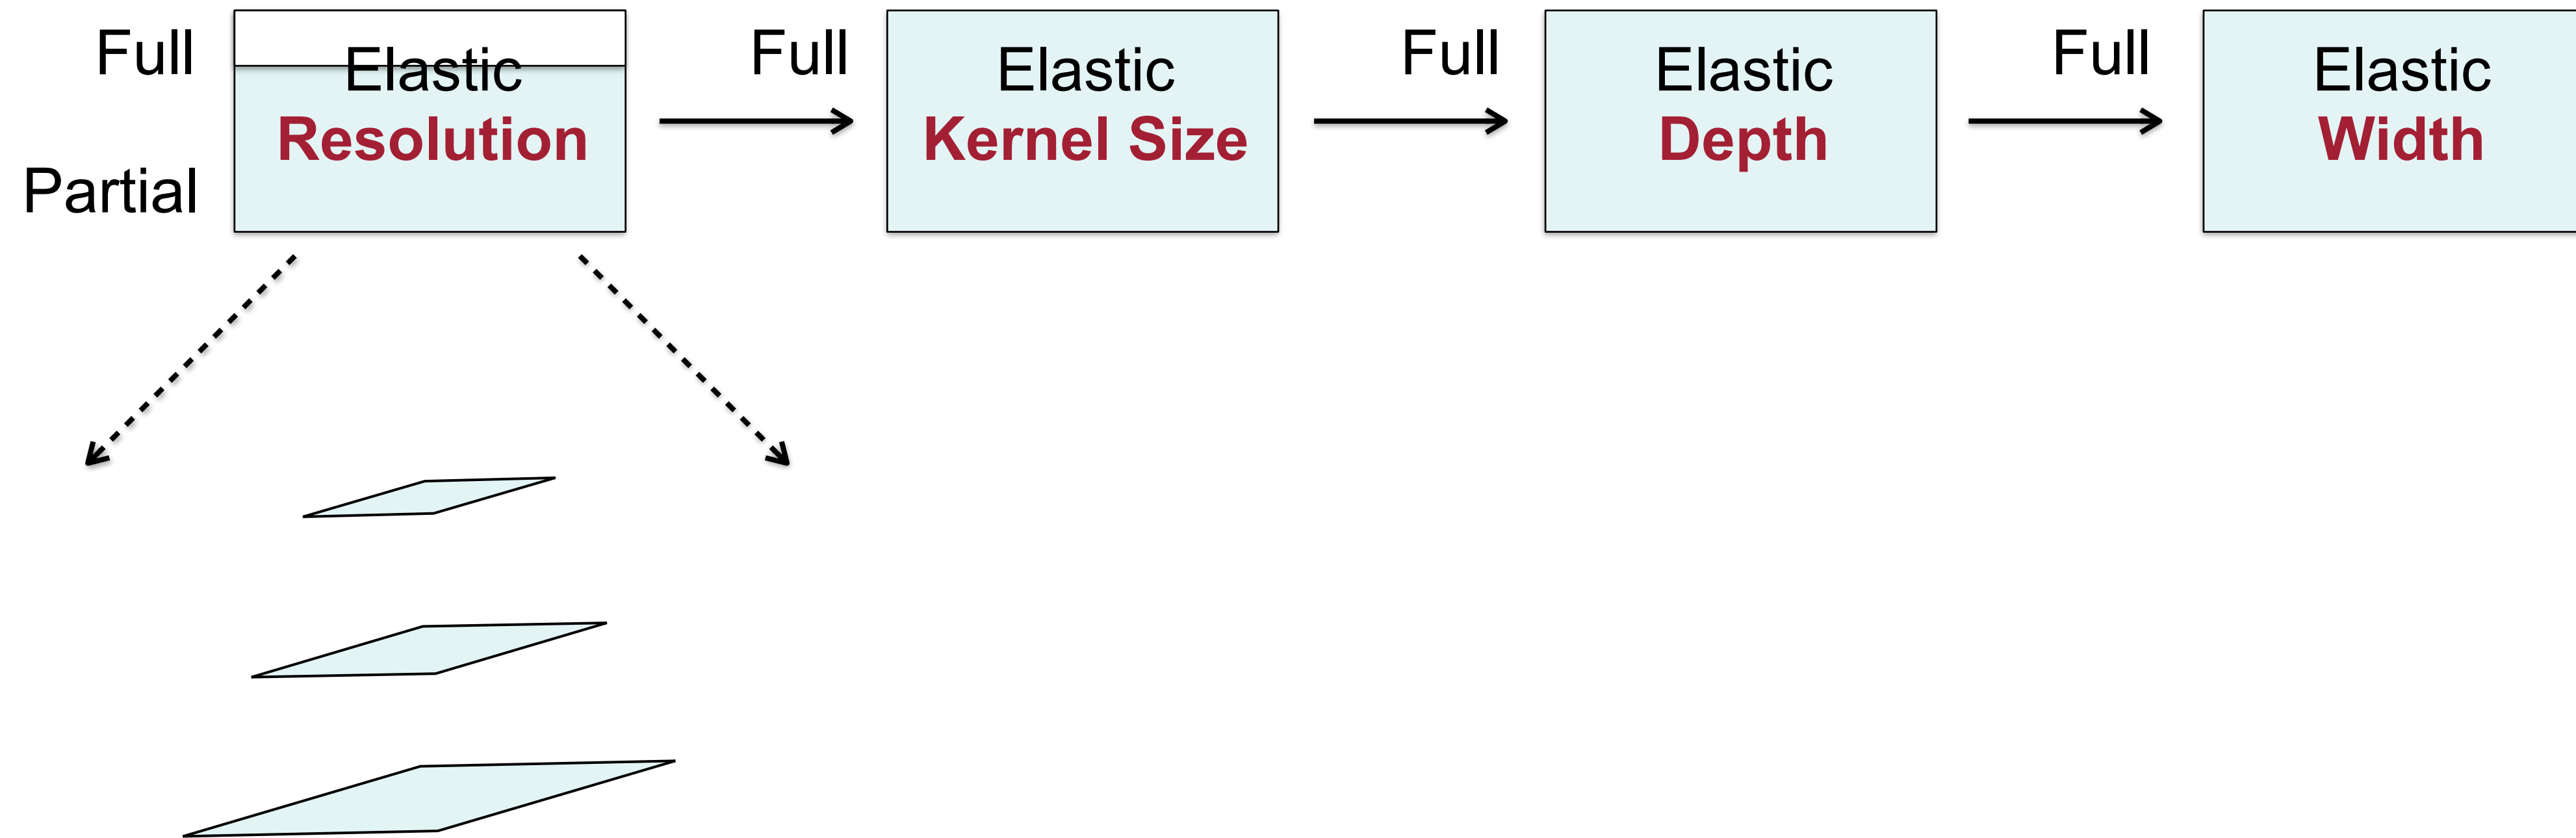 Full
Partial
Elastic
Resolution
Full
Elastic
Kernel Size
Full
Elastic
Depth
Full
Elastic
Width